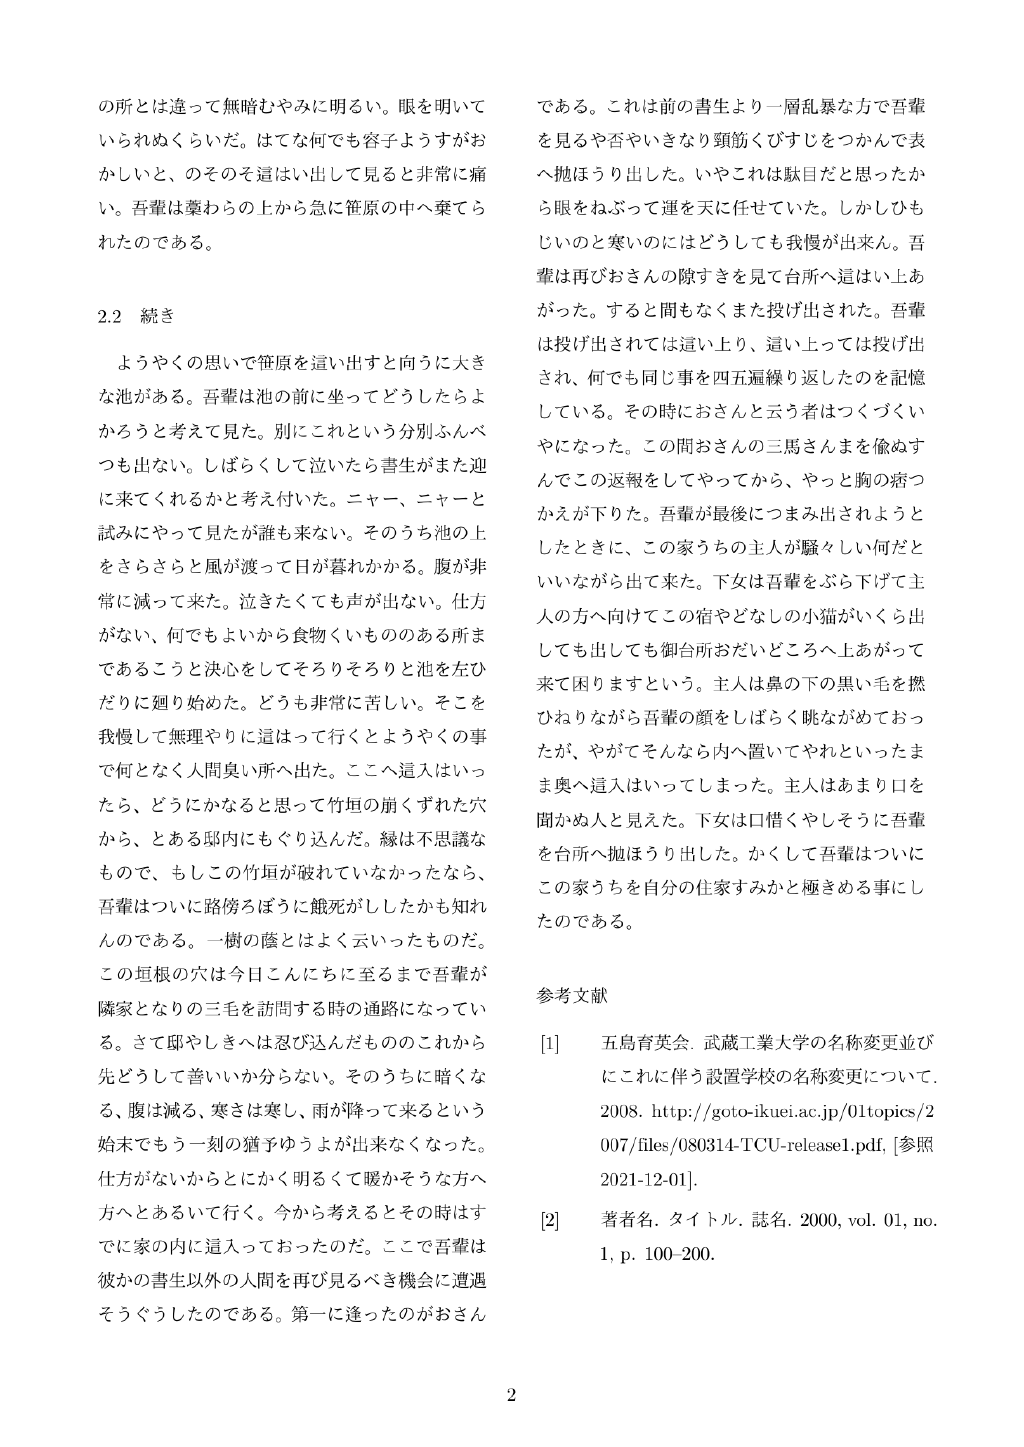 の所とは違って無暗むやみに明るい。眼を明いて
いられぬくらいだ。はてな何でも容子ようすがお
かしいと、のそのそ這はい出して見ると非常に痛
い。吾輩は藁わらの上から急に笹原の中へ棄てら
れたのである。
2.2 続き
ようやくの思いで笹原を這い出すと向うに大き
な池がある。吾輩は池の前に坐ってどうしたらよ
かろうと考えて見た。別にこれという分別ふんべ
つも出ない。しばらくして泣いたら書生がまた迎
に来てくれるかと考え付いた。ニャー、ニャーと
試みにやって見たが誰も来ない。そのうち池の上
をさらさらと風が渡って日が暮れかかる。腹が非
常に減って来た。泣きたくても声が出ない。仕方
がない、何でもよいから食物くいもののある所ま
であるこうと決心をしてそろりそろりと池を左ひ
だりに廻り始めた。どうも非常に苦しい。そこを
我慢して無理やりに這はって行くとようやくの事
で何となく人間臭い所へ出た。ここへ這入はいっ
たら、どうにかなると思って竹垣の崩くずれた穴
から、とある邸内にもぐり込んだ。縁は不思議な
もので、もしこの竹垣が破れていなかったなら、
吾輩はついに路傍ろぼうに餓死がししたかも知れ
んのである。一樹の蔭とはよく云いったものだ。
この垣根の穴は今日こんにちに至るまで吾輩が
隣家となりの三毛を訪問する時の通路になってい
る。さて邸やしきへは忍び込んだもののこれから
先どうして善いいか分らない。そのうちに暗くな
る、腹は減る、寒さは寒し、雨が降って来るという
始末でもう一刻の猶予ゆうよが出来なくなった。
仕方がないからとにかく明るくて暖かそうな方へ
方へとあるいて行く。今から考えるとその時はす
でに家の内に這入っておったのだ。ここで吾輩は
彼かの書生以外の人間を再び見るべき機会に遭遇
そうぐうしたのである。第一に逢ったのがおさん
である。これは前の書生より一層乱暴な方で吾輩
を見るや否やいきなり頸筋くびすじをつかんで表
へ抛ほうり出した。いやこれは駄目だと思ったか
ら眼をねぶって運を天に任せていた。しかしひも
じいのと寒いのにはどうしても我慢が出来ん。吾
輩は再びおさんの隙すきを見て台所へ這はい上あ
がった。すると間もなくまた投げ出された。吾輩
は投げ出されては這い上り、這い上っては投げ出
され、何でも同じ事を四五遍繰り返したのを記憶
している。その時におさんと云う者はつくづくい
やになった。この間おさんの三馬さんまを偸ぬす
んでこの返報をしてやってから、やっと胸の痞つ
かえが下りた。吾輩が最後につまみ出されようと
したときに、この家うちの主人が騒々しい何だと
いいながら出て来た。下女は吾輩をぶら下げて主
人の方へ向けてこの宿やどなしの小猫がいくら出
しても出しても御台所おだいどころへ上あがって
来て困りますという。主人は鼻の下の黒い毛を撚
ひねりながら吾輩の顔をしばらく眺ながめておっ
たが、やがてそんなら内へ置いてやれといったま
ま奥へ這入はいってしまった。主人はあまり口を
聞かぬ人と見えた。下女は口惜くやしそうに吾輩
を台所へ抛ほうり出した。かくして吾輩はついに
この家うちを自分の住家すみかと極きめる事にし
たのである。
参考文献
[1] 五島育英会. 武蔵工業大学の名称変更並び
にこれに伴う設置学校の名称変更について.
2008. http://goto-ikuei.ac.jp/01topics/2
007/files/080314-TCU-release1.pdf, [参照
2021-12-01].
[2] 著者名. タイトル. 誌名. 2000, vol. 01, no.
1, p. 100–200.
2